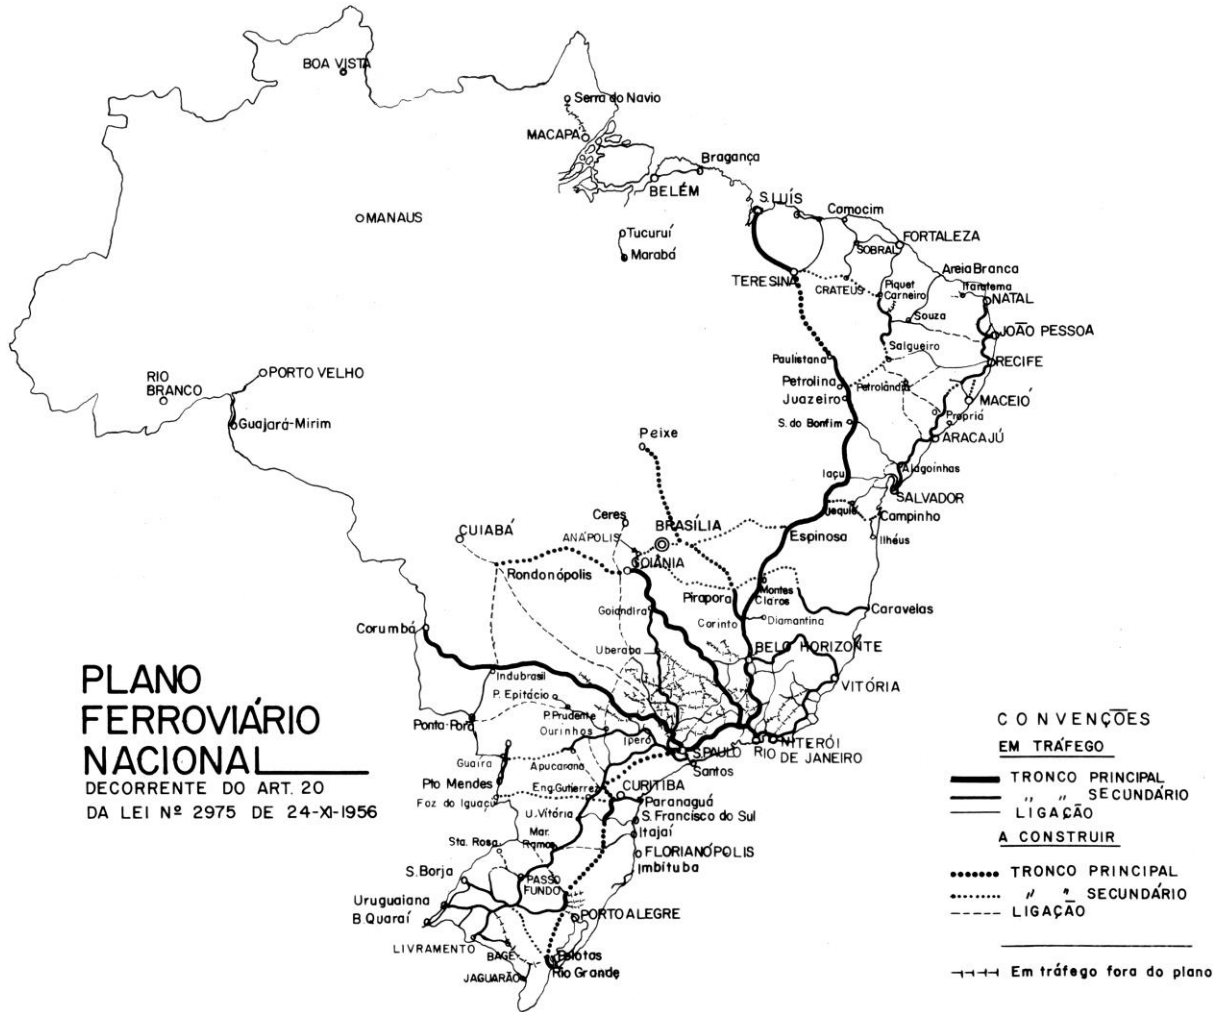 BOA VISTA
Serra do Navio
MACAPÁ
Bragança
BELÉM
S. LUÍS
MANAUS
Camocim
Tucuruí
FORTALEZA
SOBRAL
Marabá
Areia Branca
TERESINA
CRATEUS
Piquet
Carneiro
NATAL
Souza
JOÃO PESSOA
Salgueiro
Paulistana
RECIFE
RIO
BRANCO
PORTO VELHO
Petrolina
Petrolândia
Juazeiro
MACEIÓ
Propriá
Guajará-Mirim
S. do Bonfim
Peixe
ARACAJÚ
Alagoinhas
Iaçu
SALVADOR
Ceres
BRASÍLIA
Jequié
Campinho
CUIABÁ
ANÁPOLIS
Espinosa
Ilhéus
GOIÂNIA
Rondonópolis
Montes
Claros
Pirapora
Goiandira
Caravelas
Corinto
Diamantina
Corumbá
BELO HORIZONTE
Uberaba
Indubrasil
VITÓRIA
PLANO
FERROVIÁRIO
NACIONAL
DECORRENTE DO ART. 20
DA LEI Nº 2975 DE 24-XI-1956
P. Epitácio
P. Prudente
Ponta-Porã
Ourinhos
Iperó
NITERÓI
S. PAULO
RIO
DE JANEIRO
Guaíra
Apucarana
Santos
Pto Mendes
Eng. Gutierrez
CURITIBA
Foz do Iguaçu
Paranaguá
U. Vitória
S. Francisco do Sul
Mar.
Ramos
Itajaí
Sta. Rosa
FLORIANÓPOLIS
Imbituba
S. Borja
PASSO
FUNDO
Uruguaiana
B Quaraí
PORTO ALEGRE
LIVRAMENTO
BAGÉ
Pelotas
JAGUARÃO
Rio Grande
CONVENÇÕES
EM TRÁFEGO
TRONCO PRINCIPAL
" " SECUNDÁRIO
LIGAÇÃO
A CONSTRUIR
TRONCO PRINCIPAL
" " SECUNDÁRIO
LIGAÇÃO
Em tráfego fora do plano